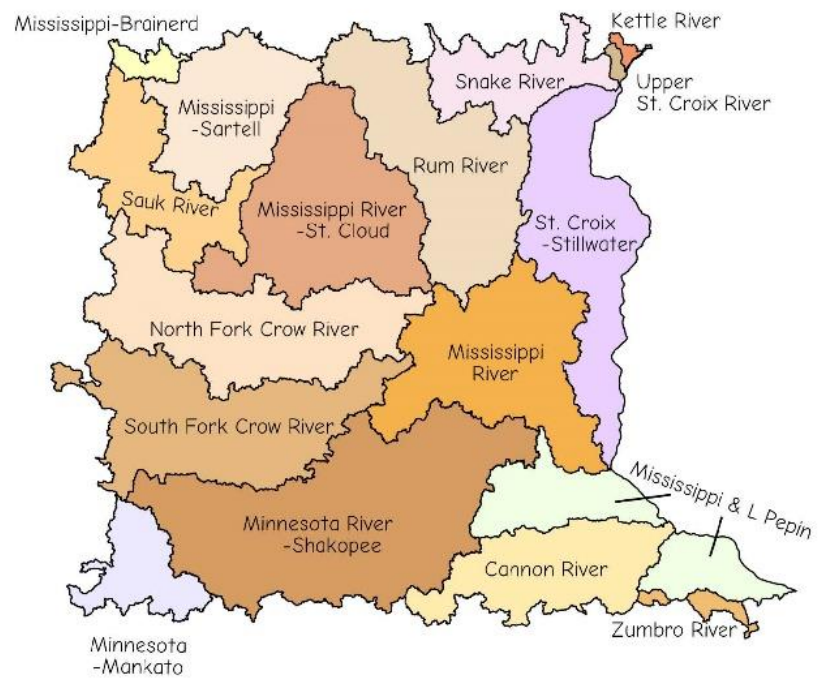 Mississippi-Brainerd
Kettle River
Snake River
Upper
St. Croix River
Mississippi
-Sartell
Rum River
Sauk River
Mississippi River
-St. Cloud
St. Croix
-Stillwater
North Fork Crow River
Mississippi
River
South Fork Crow River
Mississippi & L Pepin
Minnesota River
-Shakopee
Cannon River
Zumbro River
Minnesota
-Mankato